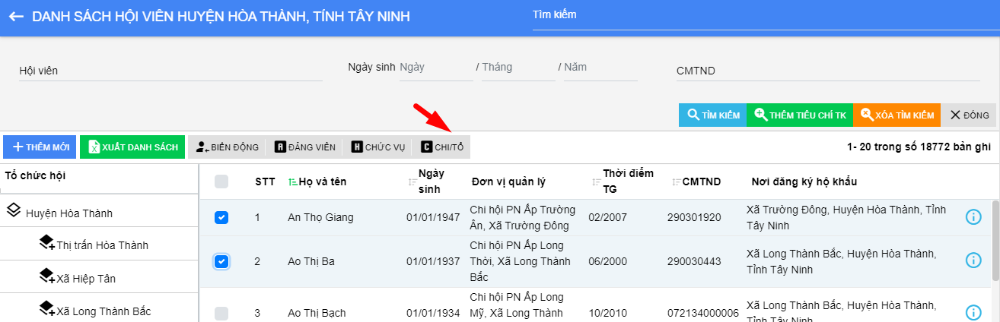 DANH SÁCH HỘI VIÊN HUYỆN HÒA THÀNH, TÍNH TÂY NINH
Tìm kiếm
Hội viên
Ngày sinh Ngày / Tháng / Năm
CMTND
TÌM KIẾM
THÊM TIÊU CHÍ TK
XÓA TÌM KIẾM
ĐÓNG
THÊM MỚI
XUẤT DANH SÁCH
BIẾN ĐỘNG
A ĐẢNG VIÊN
H CHỨC VỤ
C CHI/TỔ
1- 20 trong số 18772 bản ghi
Tổ chức hội
Huyện Hòa Thành
Thị trấn Hòa Thành
Xã Hiệp Tân
Xã Long Thành Bắc
STT
Họ và tên
Ngày
sinh
Đơn vị quản lý
Thời điểm
TG
CMTND
Nơi đăng ký hộ khẩu
1
An Thọ Giang
01/01/1947
Chi hội PN Ấp Trường
Ân, Xã Trường Đông
02/2007
290301920
Xã Trường Đông, Huyện Hòa Thành, Tỉnh
Tây Ninh
2
Ao Thị Ba
01/01/1937
Chi hội PN Ấp Long
Thời, Xã Long Thành
Bắc
06/2000
290030443
Xã Long Thành Bắc, Huyện Hòa Thành,
Tỉnh Tây Ninh
3
Ao Thị Bạch
01/01/1934
Chi hội PN Ấp Long
Mỹ, Xã Long Thành
10/2010
072134000006
Xã Long Thành Bắc, Huyện Hòa Thành,
Tỉnh Tây Ninh